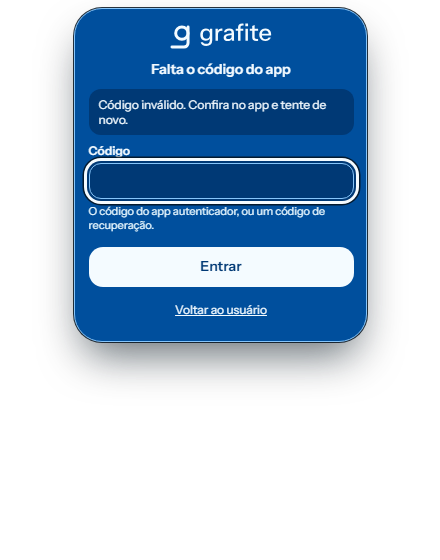 grafite
Falta o código do app
Código inválido. Confira no app e tente de
novo.
Código
O código do app autenticador, ou um código de
recuperação.
Entrar
Voltar ao usuário